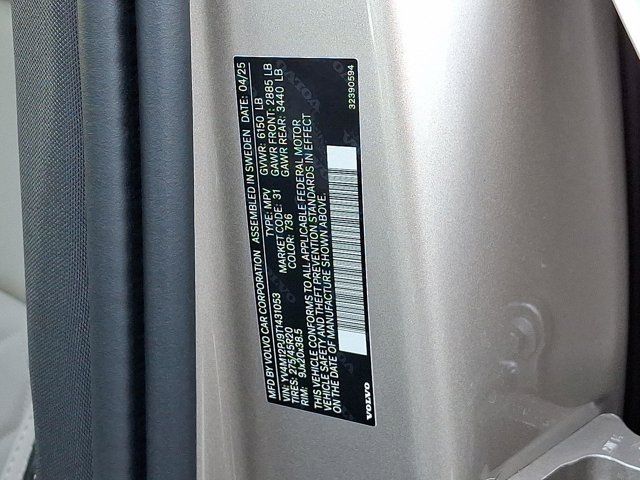 MFD BY VOLVO CAR CORPORATION ASSEMBLED IN SWEDEN DATE: 04/25
VIN: YV4M12PJ9T1431053 TYPE: MPV GVWR: 6150 LB
TIRES: 275/45R20 MARKET CODE: 31 GAWR FRONT: 2885 LB
RIM: 9Jx20x38.5 COLOR: 736 GAWR REAR: 3440 LB
THIS VEHICLE CONFORMS TO ALL APPLICABLE FEDERAL MOTOR
VEHICLE SAFETY AND THEFT PREVENTION STANDARDS IN EFFECT
ON THE DATE OF MANUFACTURE SHOWN ABOVE.
VOLVO
32390594